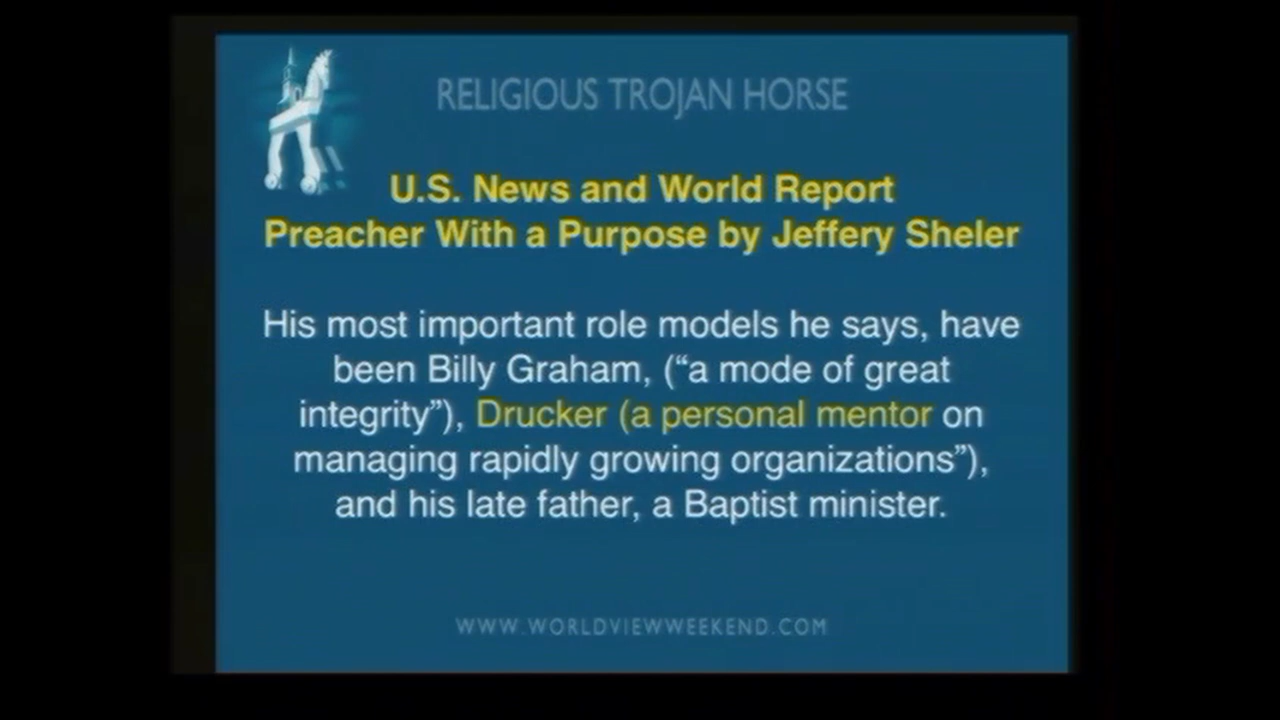 RELIGIOUS TROJAN HORSE
U.S. News and World Report
Preacher With a Purpose by Jeffery Sheler
His most important role models he says, have
been Billy Graham, (“a mode of great
integrity”), Drucker (a personal mentor on
managing rapidly growing organizations”),
and his late father, a Baptist minister.
WWW.WORLDVIEWWEEKEND.COM